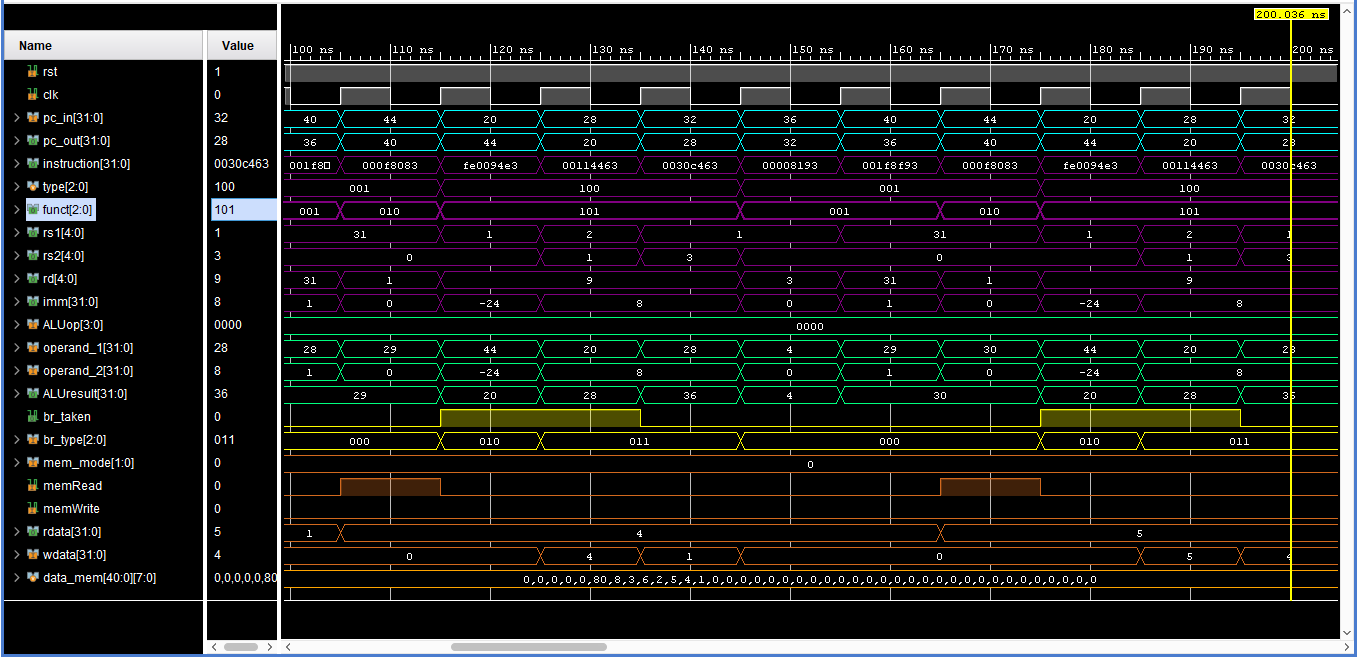 200.036 ns
Name Value
100 ns 110 ns 120 ns 130 ns 140 ns 150 ns 160 ns 170 ns 180 ns 190 ns 200 ns
rst 1
clk 0
pc_in[31:0] 32 40 44 20 28 32 36 40 44 20 28 32
pc_out[31:0] 28 36 40 44 20 28 32 36 40 44 20 28
instruction[31:0] 0030c463 001f8 000f8083 fe0094e3 00114463 0030c463 00008193 001f8f93 000f8083 fe0094e3 00114463 0030c463
type[2:0] 100 001 100 001 100
funct[2:0] 101 001 010 101 001 010 101
rs1[4:0] 1 31 1 2 1 31 1 2 1
rs2[4:0] 3 0 1 3 0 1 3
rd[4:0] 9 31 1 9 3 31 1 9
imm[31:0] 8 1 0 -24 8 0 1 0 -24 8
ALUop[3:0] 0000 0000
operand_1[31:0] 28 28 29 44 20 28 4 29 30 44 20 28
operand_2[31:0] 8 1 0 -24 8 0 1 0 -24 8
ALUresult[31:0] 36 29 20 28 36 4 30 20 28 36
br_taken 0
br_type[2:0] 011 000 010 011 000 010 011
mem_mode[1:0] 0 0
memRead 0
memWrite 0
rdata[31:0] 5 1 4 5
wdata[31:0] 4 0 4 1 0 5 4
data_mem[40:0][7:0] 0,0,0,0,0,80 0,0,0,0,0,80,8,3,6,2,5,4,1,0,0,0,0,0,0,0,0,0,0,0,0,0,0,0,0,0,0,0,0,0,0,0,0